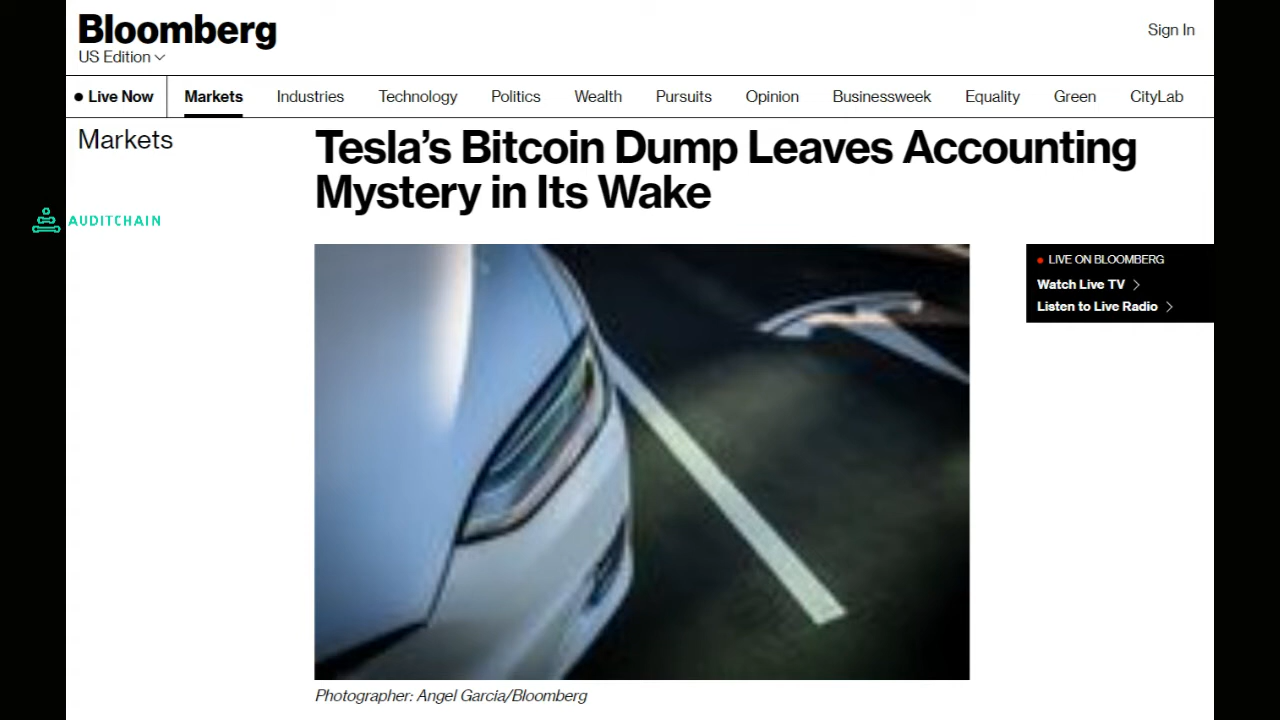 Bloomberg
US Edition
Sign In
Live Now
Markets
Industries
Technology
Politics
Wealth
Pursuits
Opinion
Businessweek
Equality
Green
CityLab
Markets
Tesla’s Bitcoin Dump Leaves Accounting
Mystery in Its Wake
AUDITCHAIN
LIVE ON BLOOMBERG
Watch Live TV
Listen to Live Radio
Photographer: Angel Garcia/Bloomberg